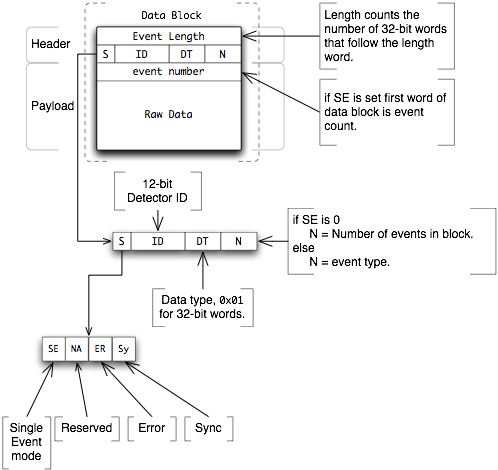 Data Block
Header
Event Length
S ID DT N
Payload
event number
Raw Data
Length counts the
number of 32-bit words
that follow the length
word.
if SE is set first word of
data block is event
count.
12-bit
Detector ID
S ID DT N
if SE is 0
N = Number of events in block.
else
N = event type.
Data type, 0x01
for 32-bit words.
SE NA ER Sy
Single
Event
mode
Reserved
Error
Sync